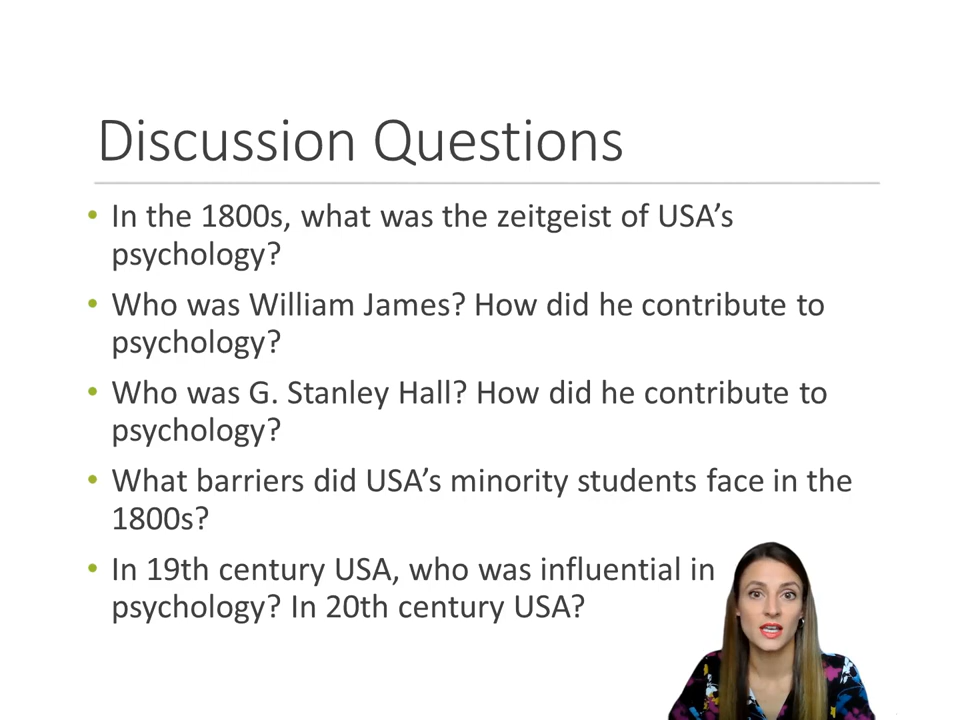 Discussion Questions
• In the 1800s, what was the zeitgeist of USA’s
psychology?
• Who was William James? How did he contribute to
psychology?
• Who was G. Stanley Hall? How did he contribute to
psychology?
• What barriers did USA’s minority students face in the
1800s?
• In 19th century USA, who was influential in
psychology? In 20th century USA?